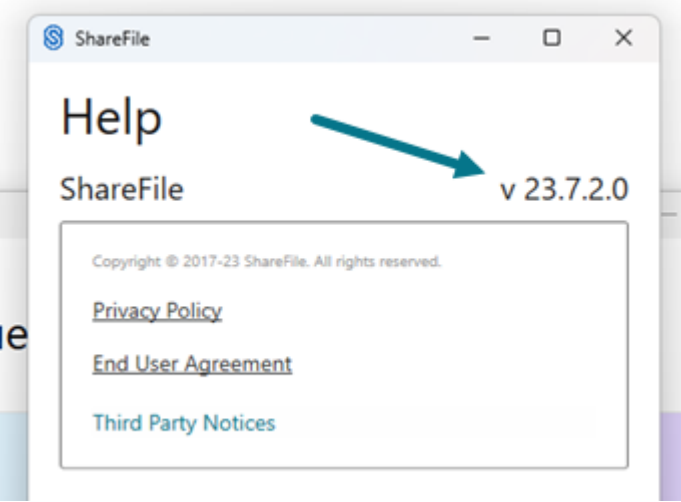 ShareFile
Help
ShareFile v 23.7.2.0
Copyright © 2017-23 ShareFile. All rights reserved.
Privacy Policy
End User Agreement
Third Party Notices